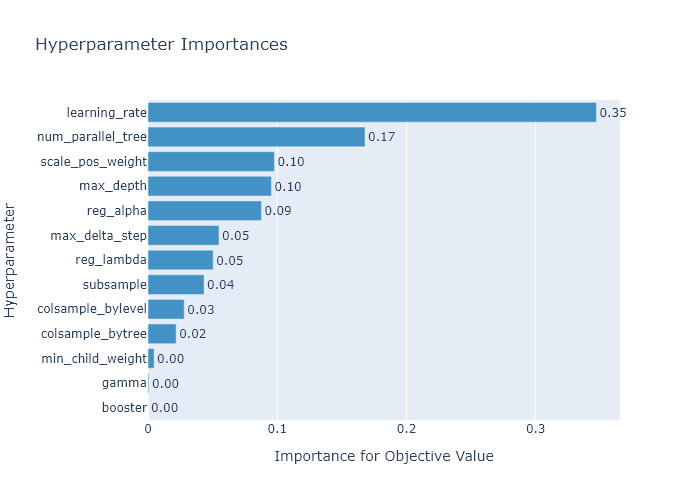 Hyperparameter Importances
Hyperparameter
learning_rate 0.35
num_parallel_tree 0.17
scale_pos_weight 0.10
max_depth 0.10
reg_alpha 0.09
max_delta_step 0.05
reg_lambda 0.05
subsample 0.04
colsample_bylevel 0.03
colsample_bytree 0.02
min_child_weight 0.00
gamma 0.00
booster 0.00
0 0.1 0.2 0.3
Importance for Objective Value